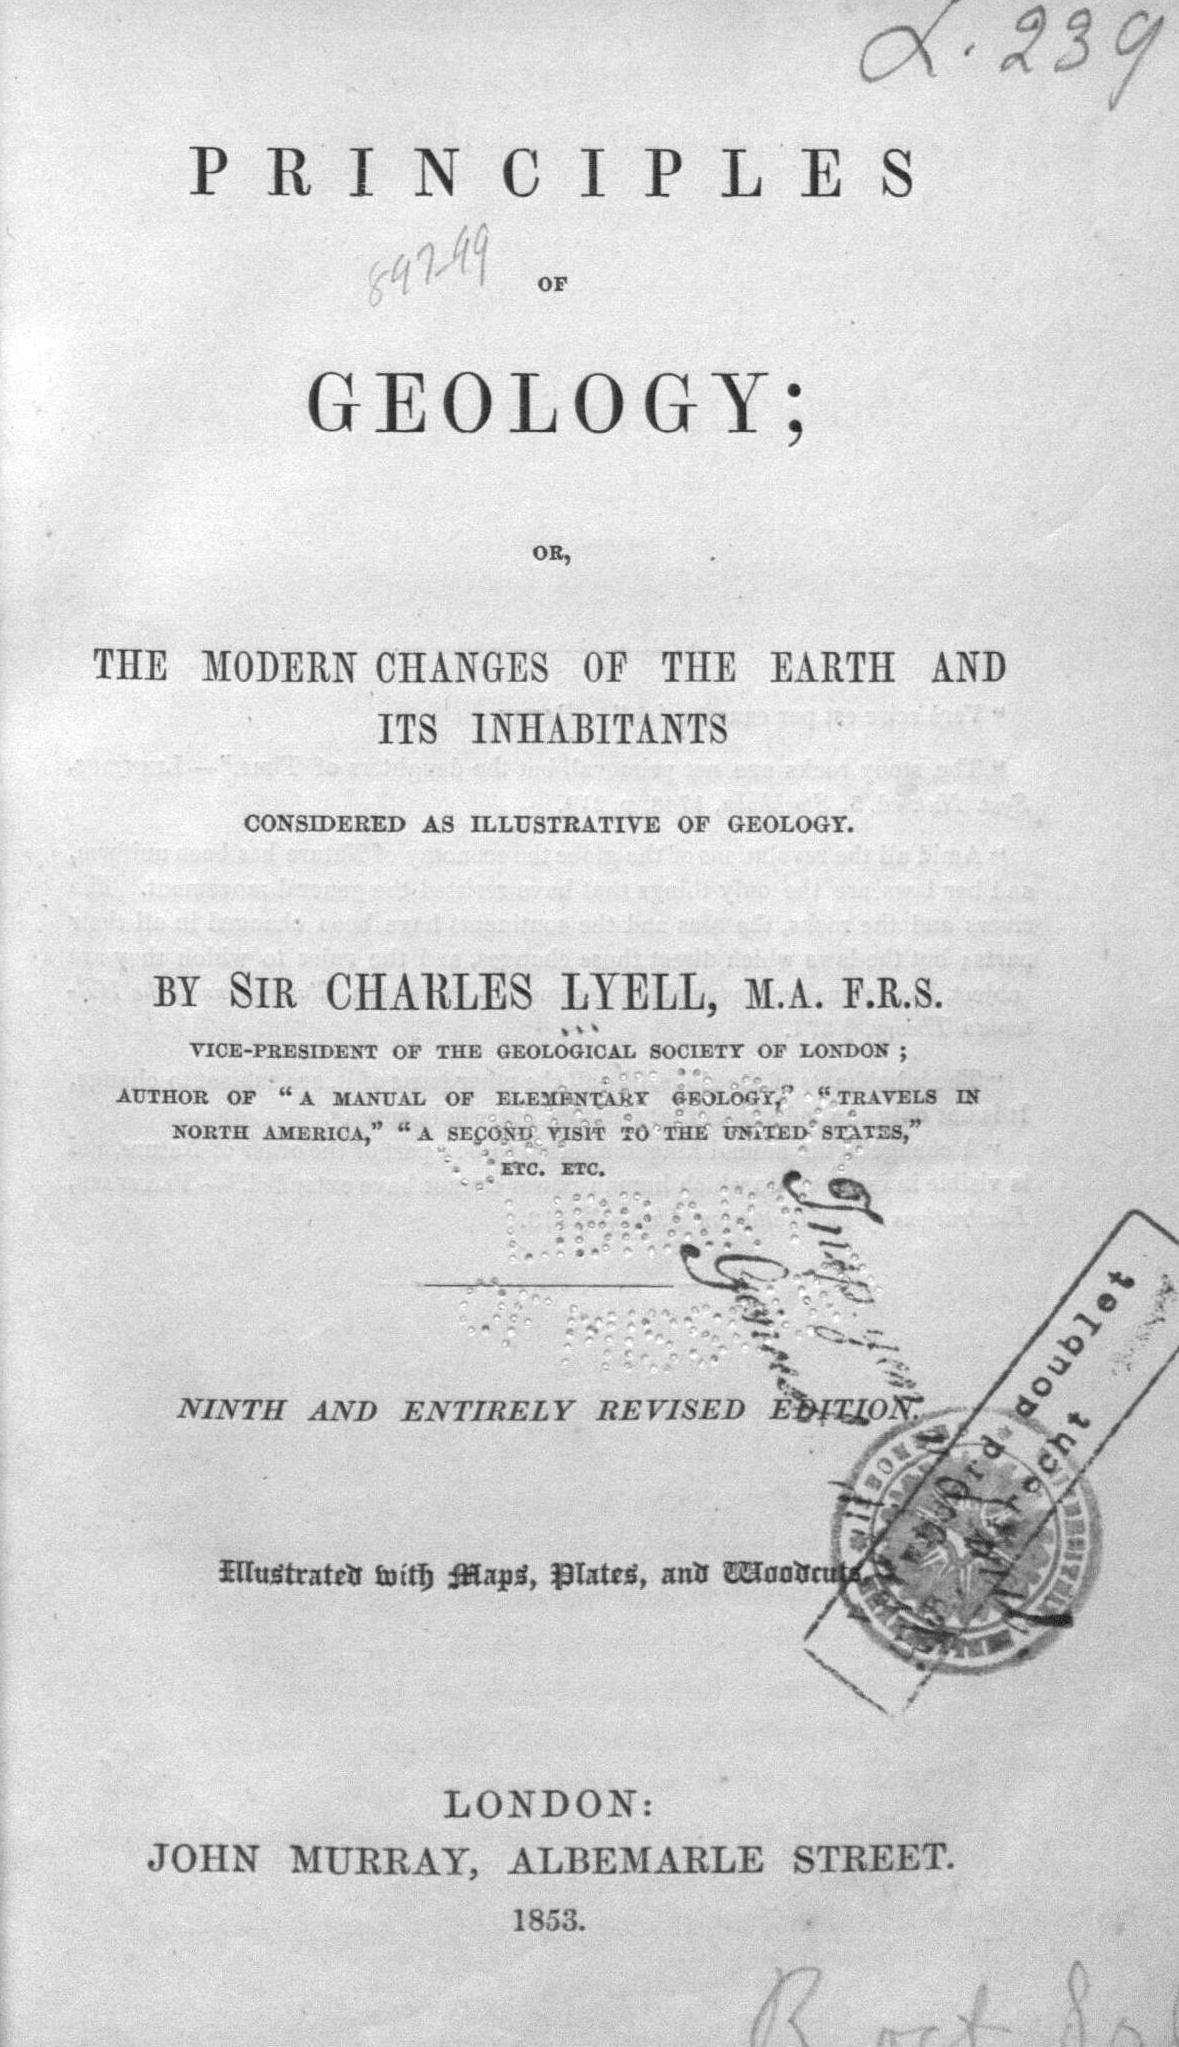 L. 239
PRINCIPLES
89799
OF
GEOLOGY;
OR,
THE MODERN CHANGES OF THE EARTH AND
ITS INHABITANTS
CONSIDERED AS ILLUSTRATIVE OF GEOLOGY.
BY SIR CHARLES LYELL, M.A. F.R.S.
VICE-PRESIDENT OF THE GEOLOGICAL SOCIETY OF LONDON;
AUTHOR OF "A MANUAL OF ELEMENTARY GEOLOGY," "TRAVELS IN
NORTH AMERICA," "A SECOND VISIT TO THE UNITED STATES,"
ETC. ETC.
LIBRARY
NINTH AND ENTIRELY REVISED EDITION.
doublet
Illustrated with Maps, Plates, and Woodcuts.
LONDON:
JOHN MURRAY, ALBEMARLE STREET.
1853.